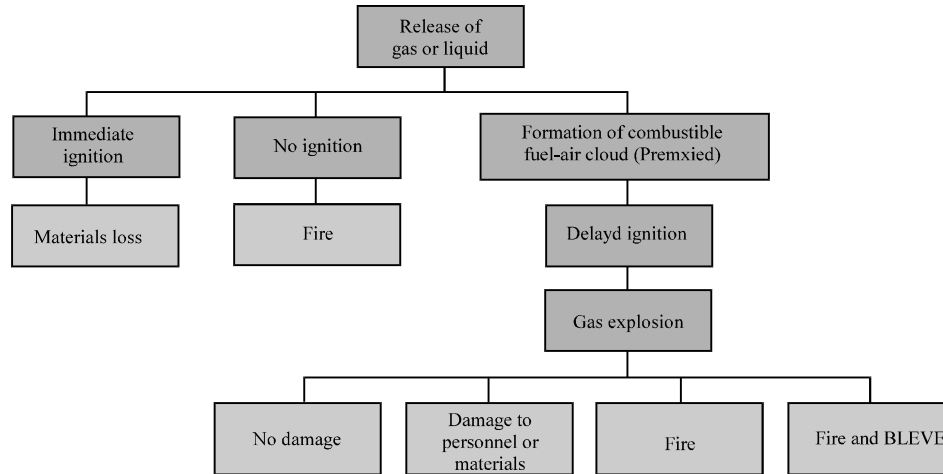 Release of
gas or liquid
Immediate
ignition
No ignition
Formation of combustible
fuel-air cloud (Premxied)
Materials loss
Fire
Delayd ignition
Gas explosion
No damage
Damage to
personnel or
materials
Fire
Fire and BLEVE